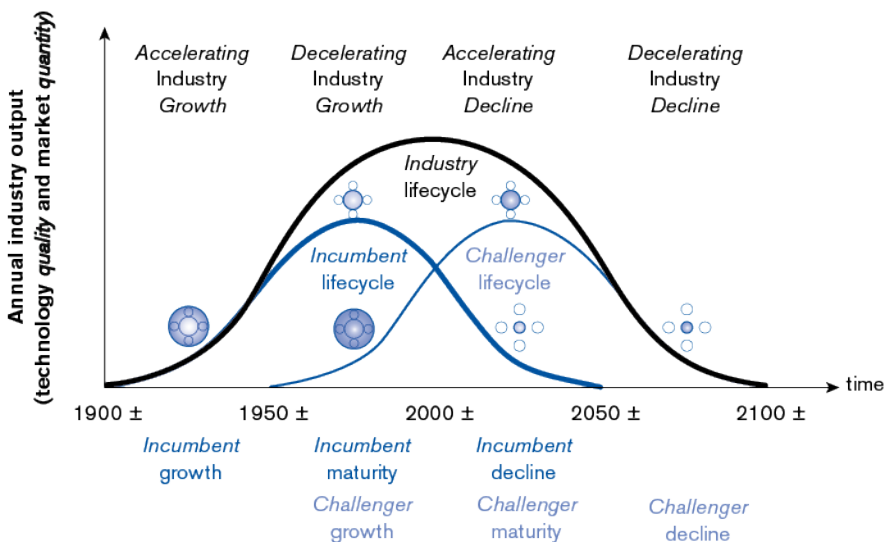 Annual industry output
(technology quality and market quantity)
Accelerating
Industry
Growth
Decelerating
Industry
Growth
Accelerating
Industry
Decline
Decelerating
Industry
Decline
Industry
lifecycle
Incumbent
lifecycle
Challenger
lifecycle
time
1900 ±
1950 ±
2000 ±
2050 ±
2100 ±
Incumbent
growth
Incumbent
maturity
Incumbent
decline
Challenger
growth
Challenger
maturity
Challenger
decline